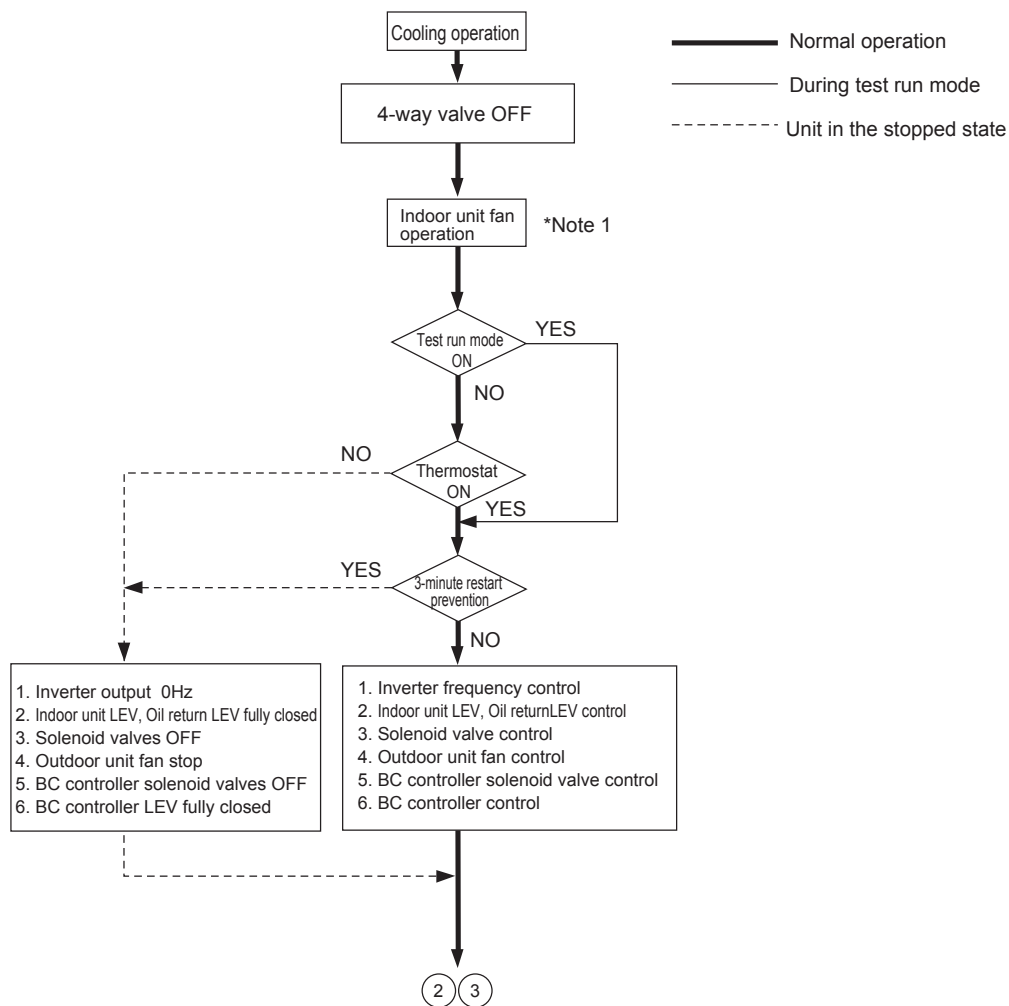 Cooling operation
Normal operation
During test run mode
Unit in the stopped state
4-way valve OFF
Indoor unit fan
operation
*Note 1
Test run mode
ON
YES
NO
NO
Thermostat
ON
YES
YES
3-minute restart
prevention
NO
1. Inverter output 0Hz
2. Indoor unit LEV, Oil return LEV fully closed
3. Solenoid valves OFF
4. Outdoor unit fan stop
5. BC controller solenoid valves OFF
6. BC controller LEV fully closed
1. Inverter frequency control
2. Indoor unit LEV, Oil returnLEV control
3. Solenoid valve control
4. Outdoor unit fan control
5. BC controller solenoid valve control
6. BC controller control
2 3